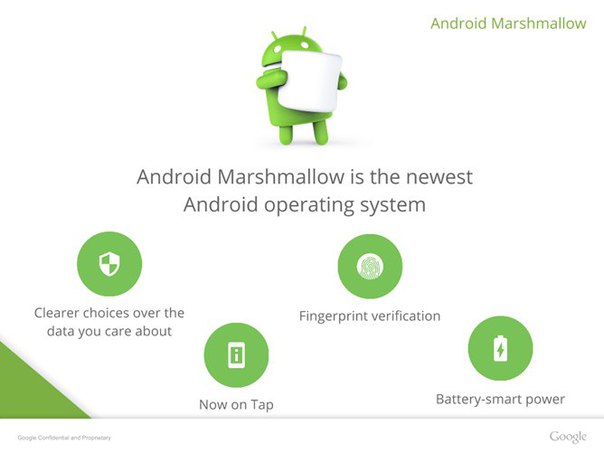 Android Marshmallow
Android Marshmallow is the newest
Android operating system
Clearer choices over the
data you care about
Now on Tap
Fingerprint verification
Battery-smart power
Google Confidential and Proprietary
Google